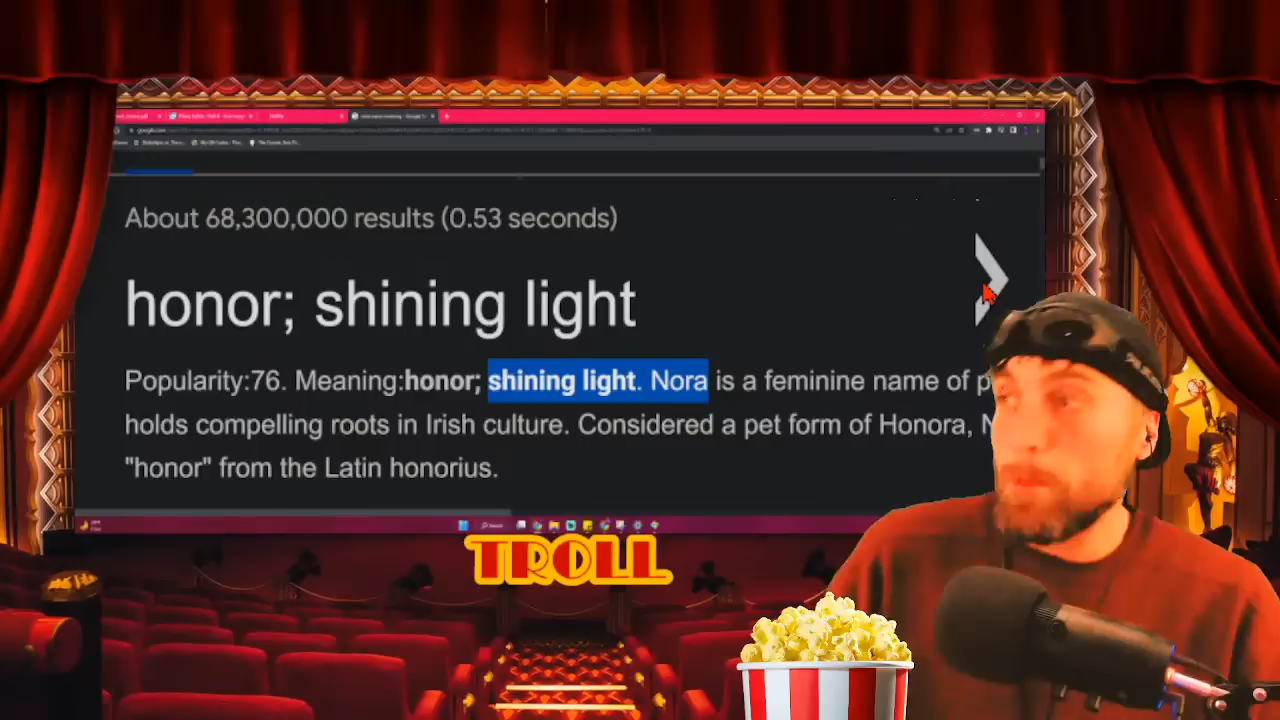 About 68,300,000 results (0.53 seconds)
honor; shining light
Popularity:76. Meaning:honor; shining light. Nora is a feminine name of
holds compelling roots in Irish culture. Considered a pet form of Honora,
"honor" from the Latin honorius.
TROLL